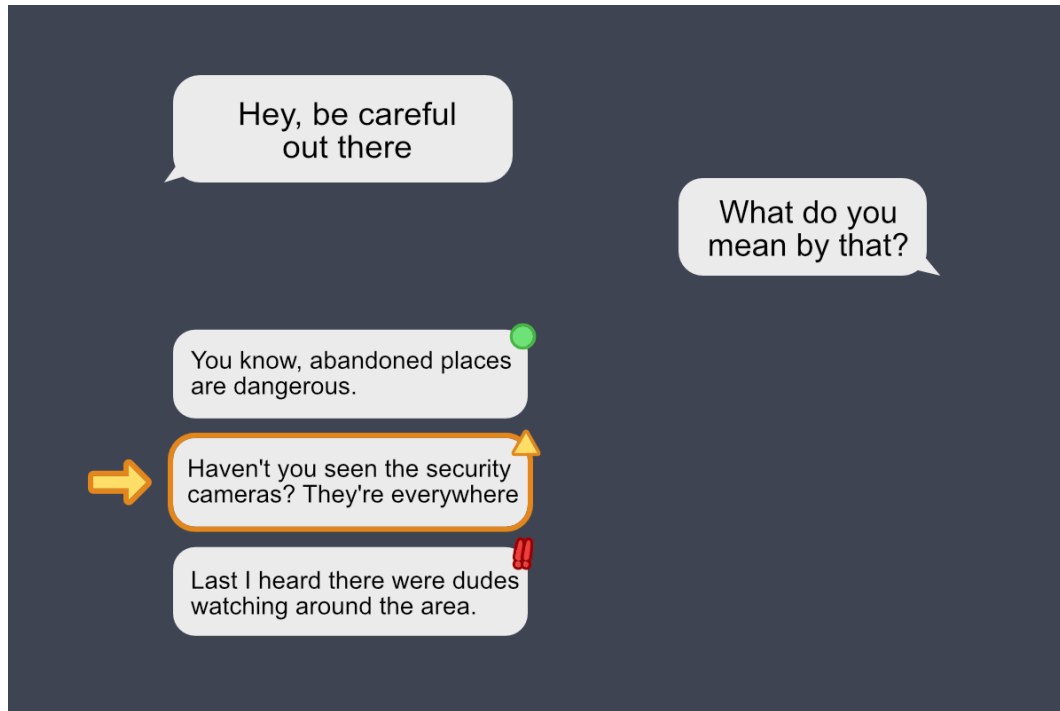 Hey, be careful
out there
What do you
mean by that?
You know, abandoned places
are dangerous.
Haven't you seen the security
cameras? They're everywhere
Last I heard there were dudes
watching around the area.